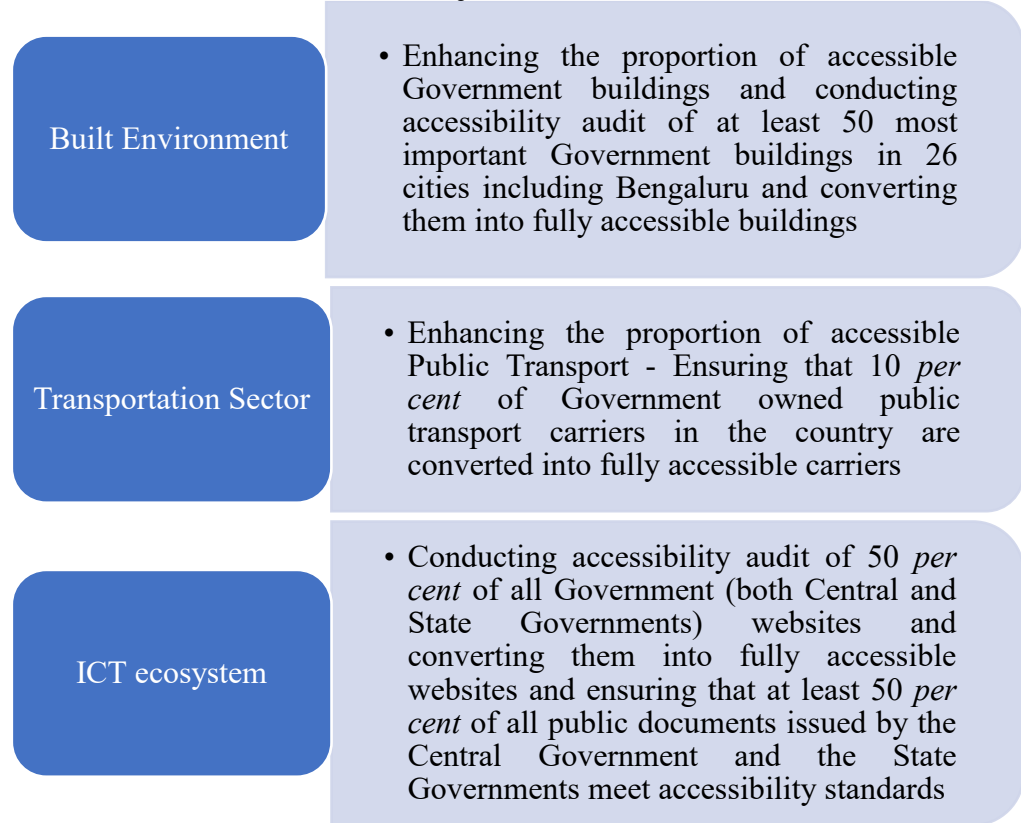 Built Environment
• Enhancing the proportion of accessible
Government buildings and conducting
accessibility audit of at least 50 most
important Government buildings in 26
cities including Bengaluru and converting
them into fully accessible buildings
Transportation Sector
• Enhancing the proportion of accessible
Public Transport - Ensuring that 10 per
cent of Government owned public
transport carriers in the country are
converted into fully accessible carriers
ICT ecosystem
• Conducting accessibility audit of 50 per
cent of all Government (both Central and
State Governments) websites and
converting them into fully accessible
websites and ensuring that at least 50 per
cent of all public documents issued by the
Central Government and the State
Governments meet accessibility standards